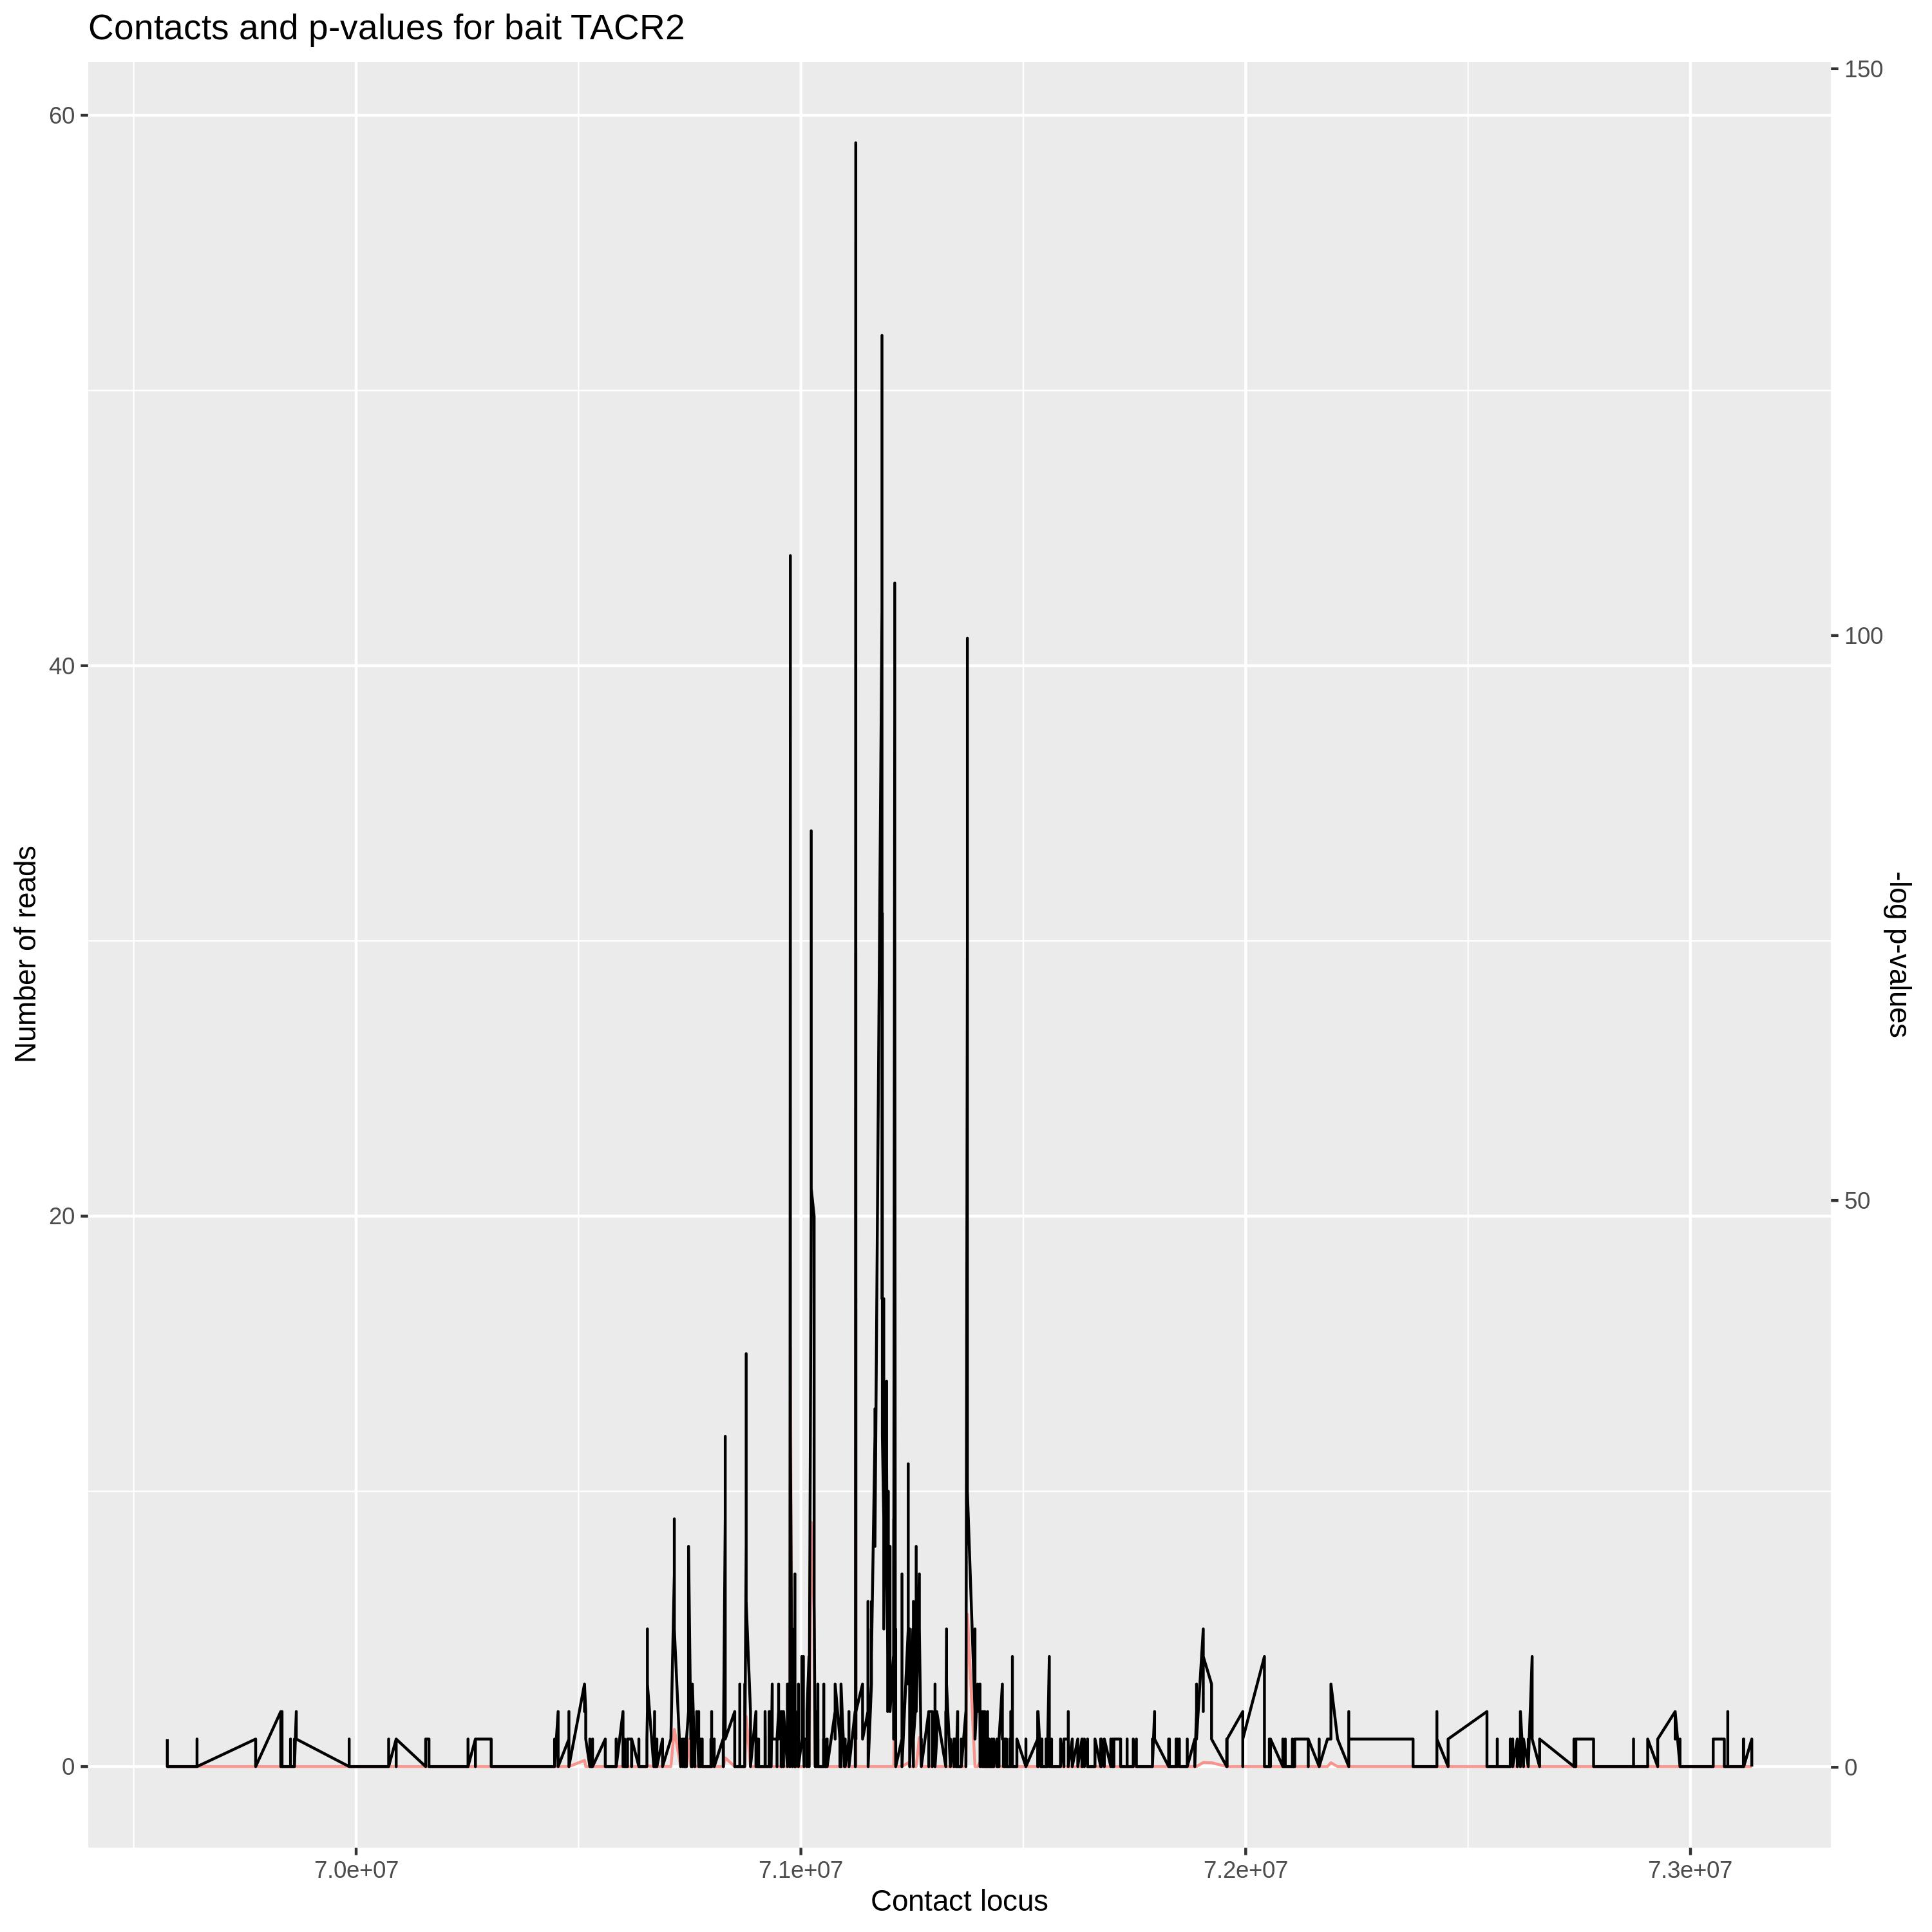 Contacts and p-values for bait TACR2
150
60
40
100
20
50
0
0
Number of reads
-log p-values
7.0e+07
7.1e+07
7.2e+07
7.3e+07
Contact locus